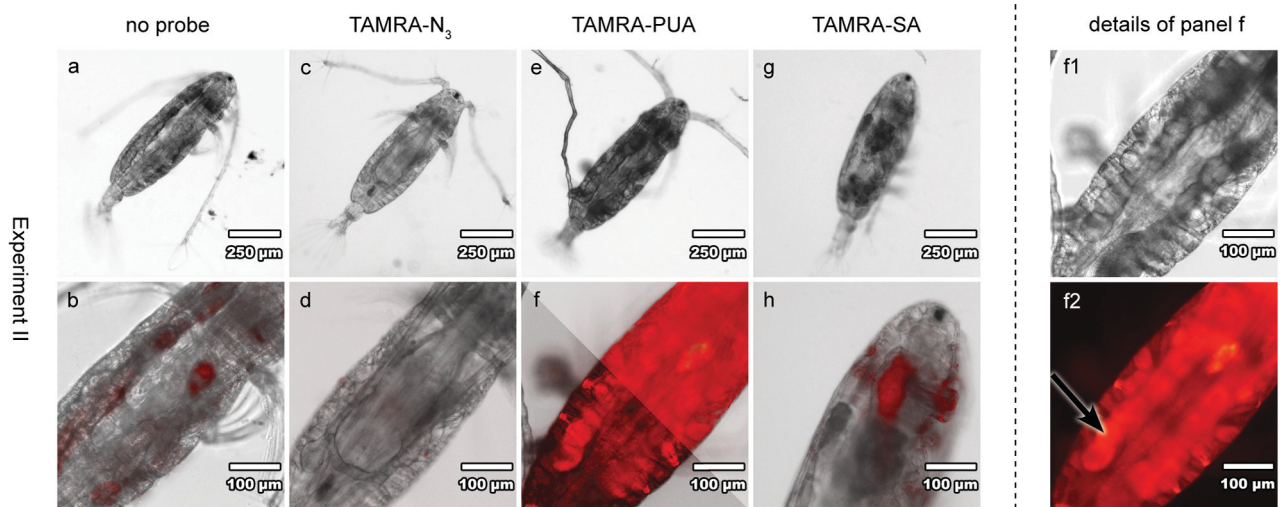 no probe
TAMRA-N₃
TAMRA-PUA
TAMRA-SA
details of panel f
Experiment II
a
250 µm
c
250 µm
e
250 µm
g
250 µm
f1
100 µm
b
100 µm
d
100 µm
f
100 µm
h
100 µm
f2
100 µm